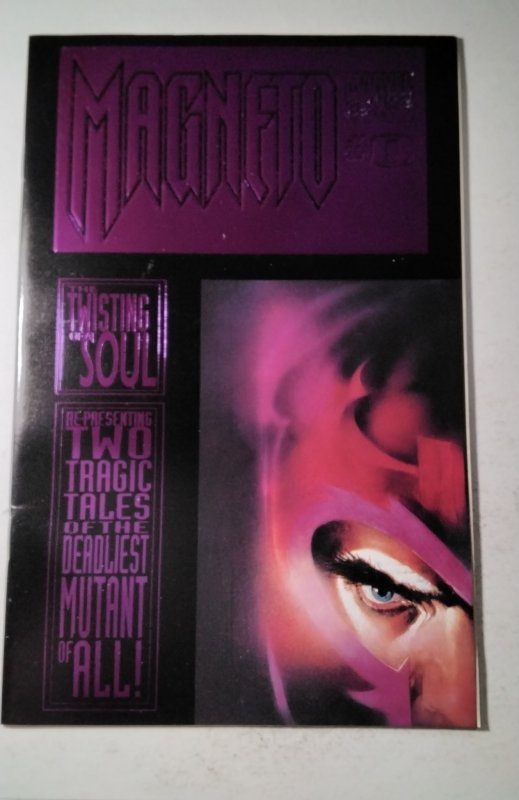 MAGNETO
THE
TWISTING
OF A
SOUL
RE-PRESENTING
TWO
TRAGIC
TALES
OF THE
DEADLIEST
MUTANT
OF ALL!